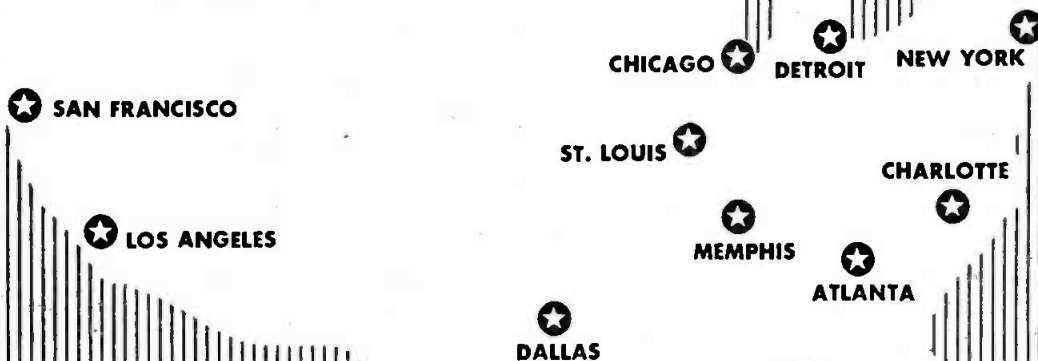 CHICAGO
DETROIT
NEW YORK
SAN FRANCISCO
ST. LOUIS
CHARLOTTE
LOS ANGELES
MEMPHIS
ATLANTA
DALLAS